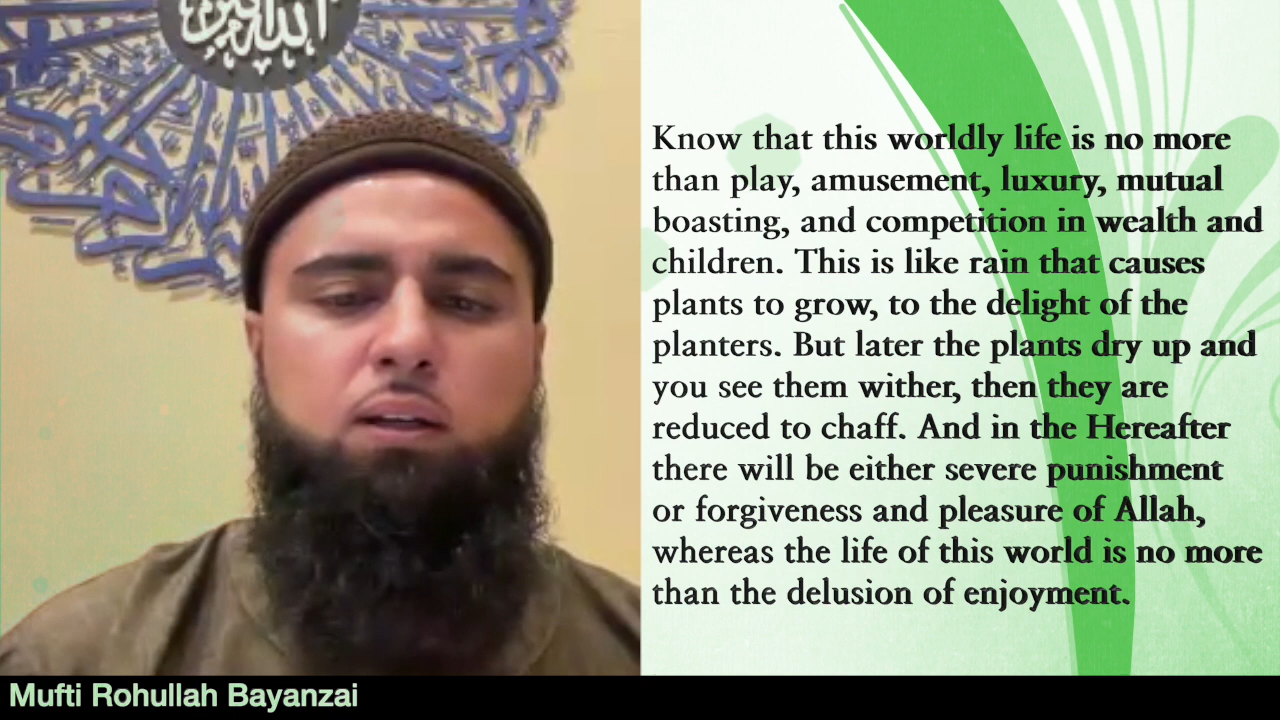 Know that this worldly life is no more
than play, amusement, luxury, mutual
boasting, and competition in wealth and
children. This is like rain that causes
plants to grow, to the delight of the
planters. But later the plants dry up and
you see them wither, then they are
reduced to chaff. And in the Hereafter
there will be either severe punishment
or forgiveness and pleasure of Allah,
whereas the life of this world is no more
than the delusion of enjoyment.
Mufti Rohullah Bayanzai